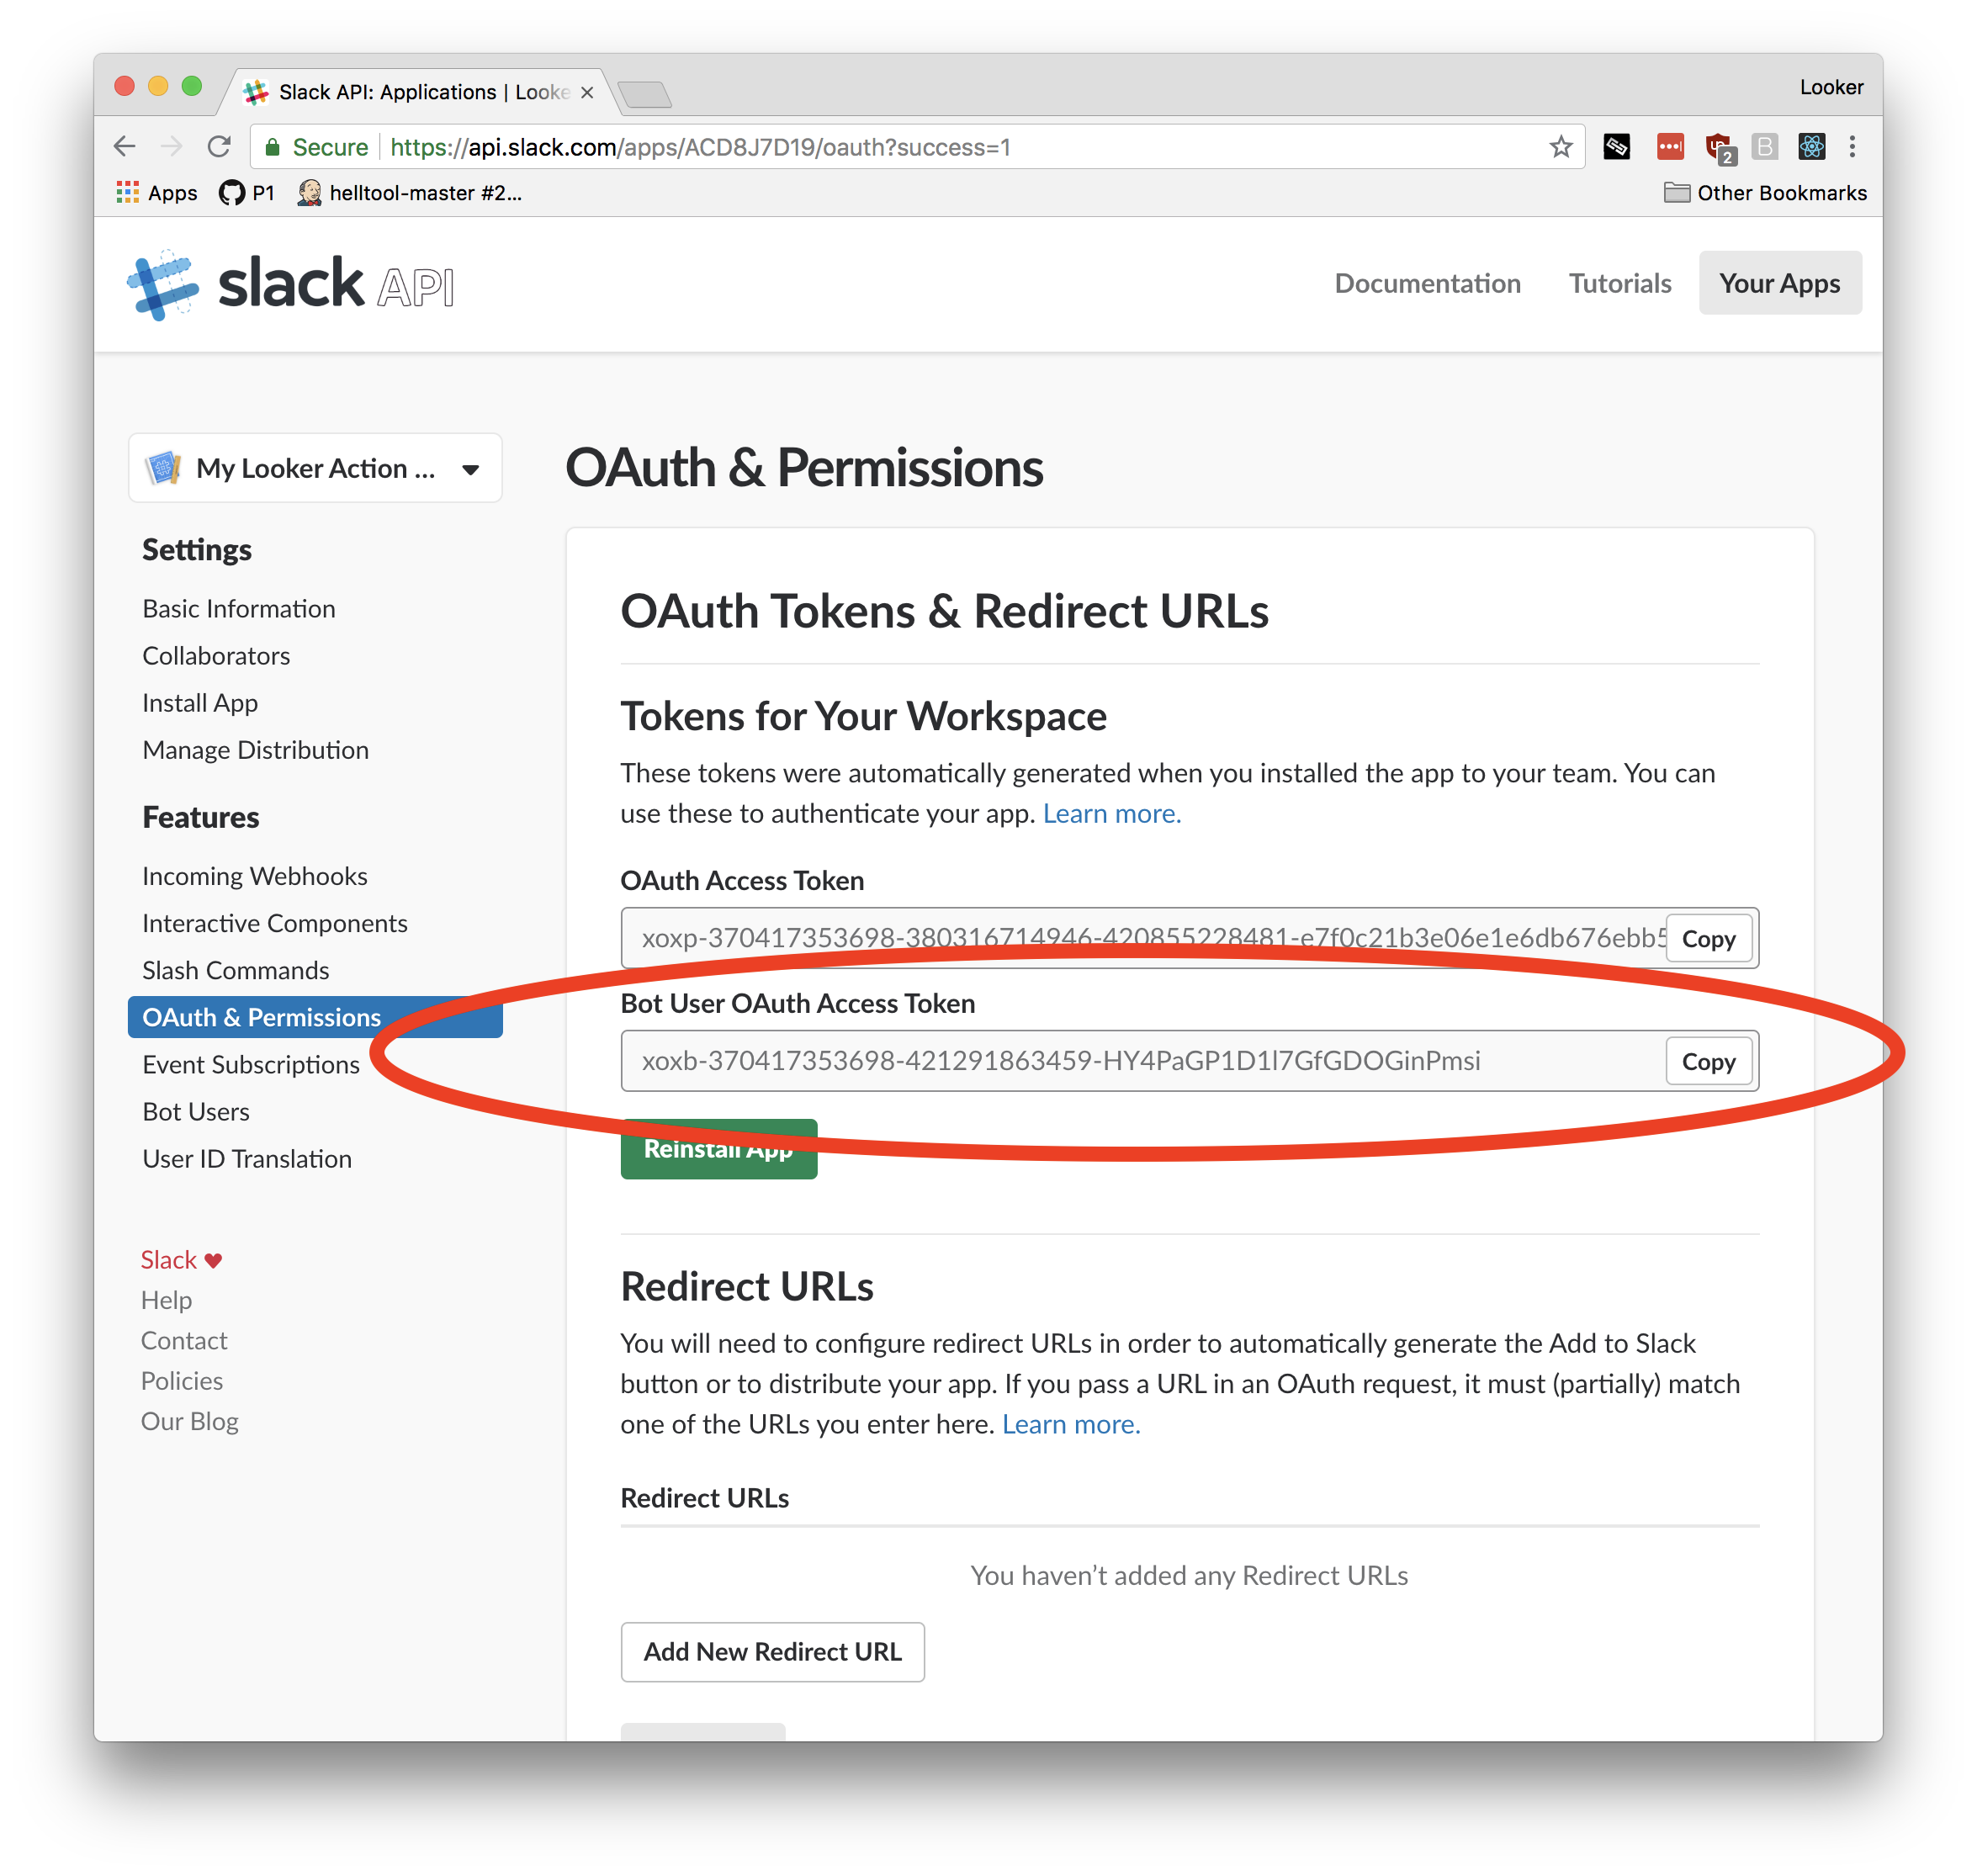 Slack API: Applications | Looke
Looker
Secure https://api.slack.com/apps/ACD8J7D19/oauth?success=1
2
B
Apps P1 helltool-master #2... Other Bookmarks
slack API
Documentation Tutorials Your Apps
My Looker Action ...
OAuth & Permissions
Settings
Basic Information
Collaborators
Install App
Manage Distribution
Features
Incoming Webhooks
Interactive Components
Slash Commands
OAuth & Permissions
Event Subscriptions
Bot Users
User ID Translation
Slack ♥
Help
Contact
Policies
Our Blog
OAuth Tokens & Redirect URLs
Tokens for Your Workspace
These tokens were automatically generated when you installed the app to your team. You can
use these to authenticate your app. Learn more.
OAuth Access Token
xoxp-370417353698-380316714946-420855228481-e7f0c21b3e06e1e6db676ebb5 Copy
Bot User OAuth Access Token
xoxb-370417353698-421291863459-HY4PaGP1D1l7GfGDOGinPmsi Copy
Reinstall App
Redirect URLs
You will need to configure redirect URLs in order to automatically generate the Add to Slack
button or to distribute your app. If you pass a URL in an OAuth request, it must (partially) match
one of the URLs you enter here. Learn more.
Redirect URLs
You haven’t added any Redirect URLs
Add New Redirect URL